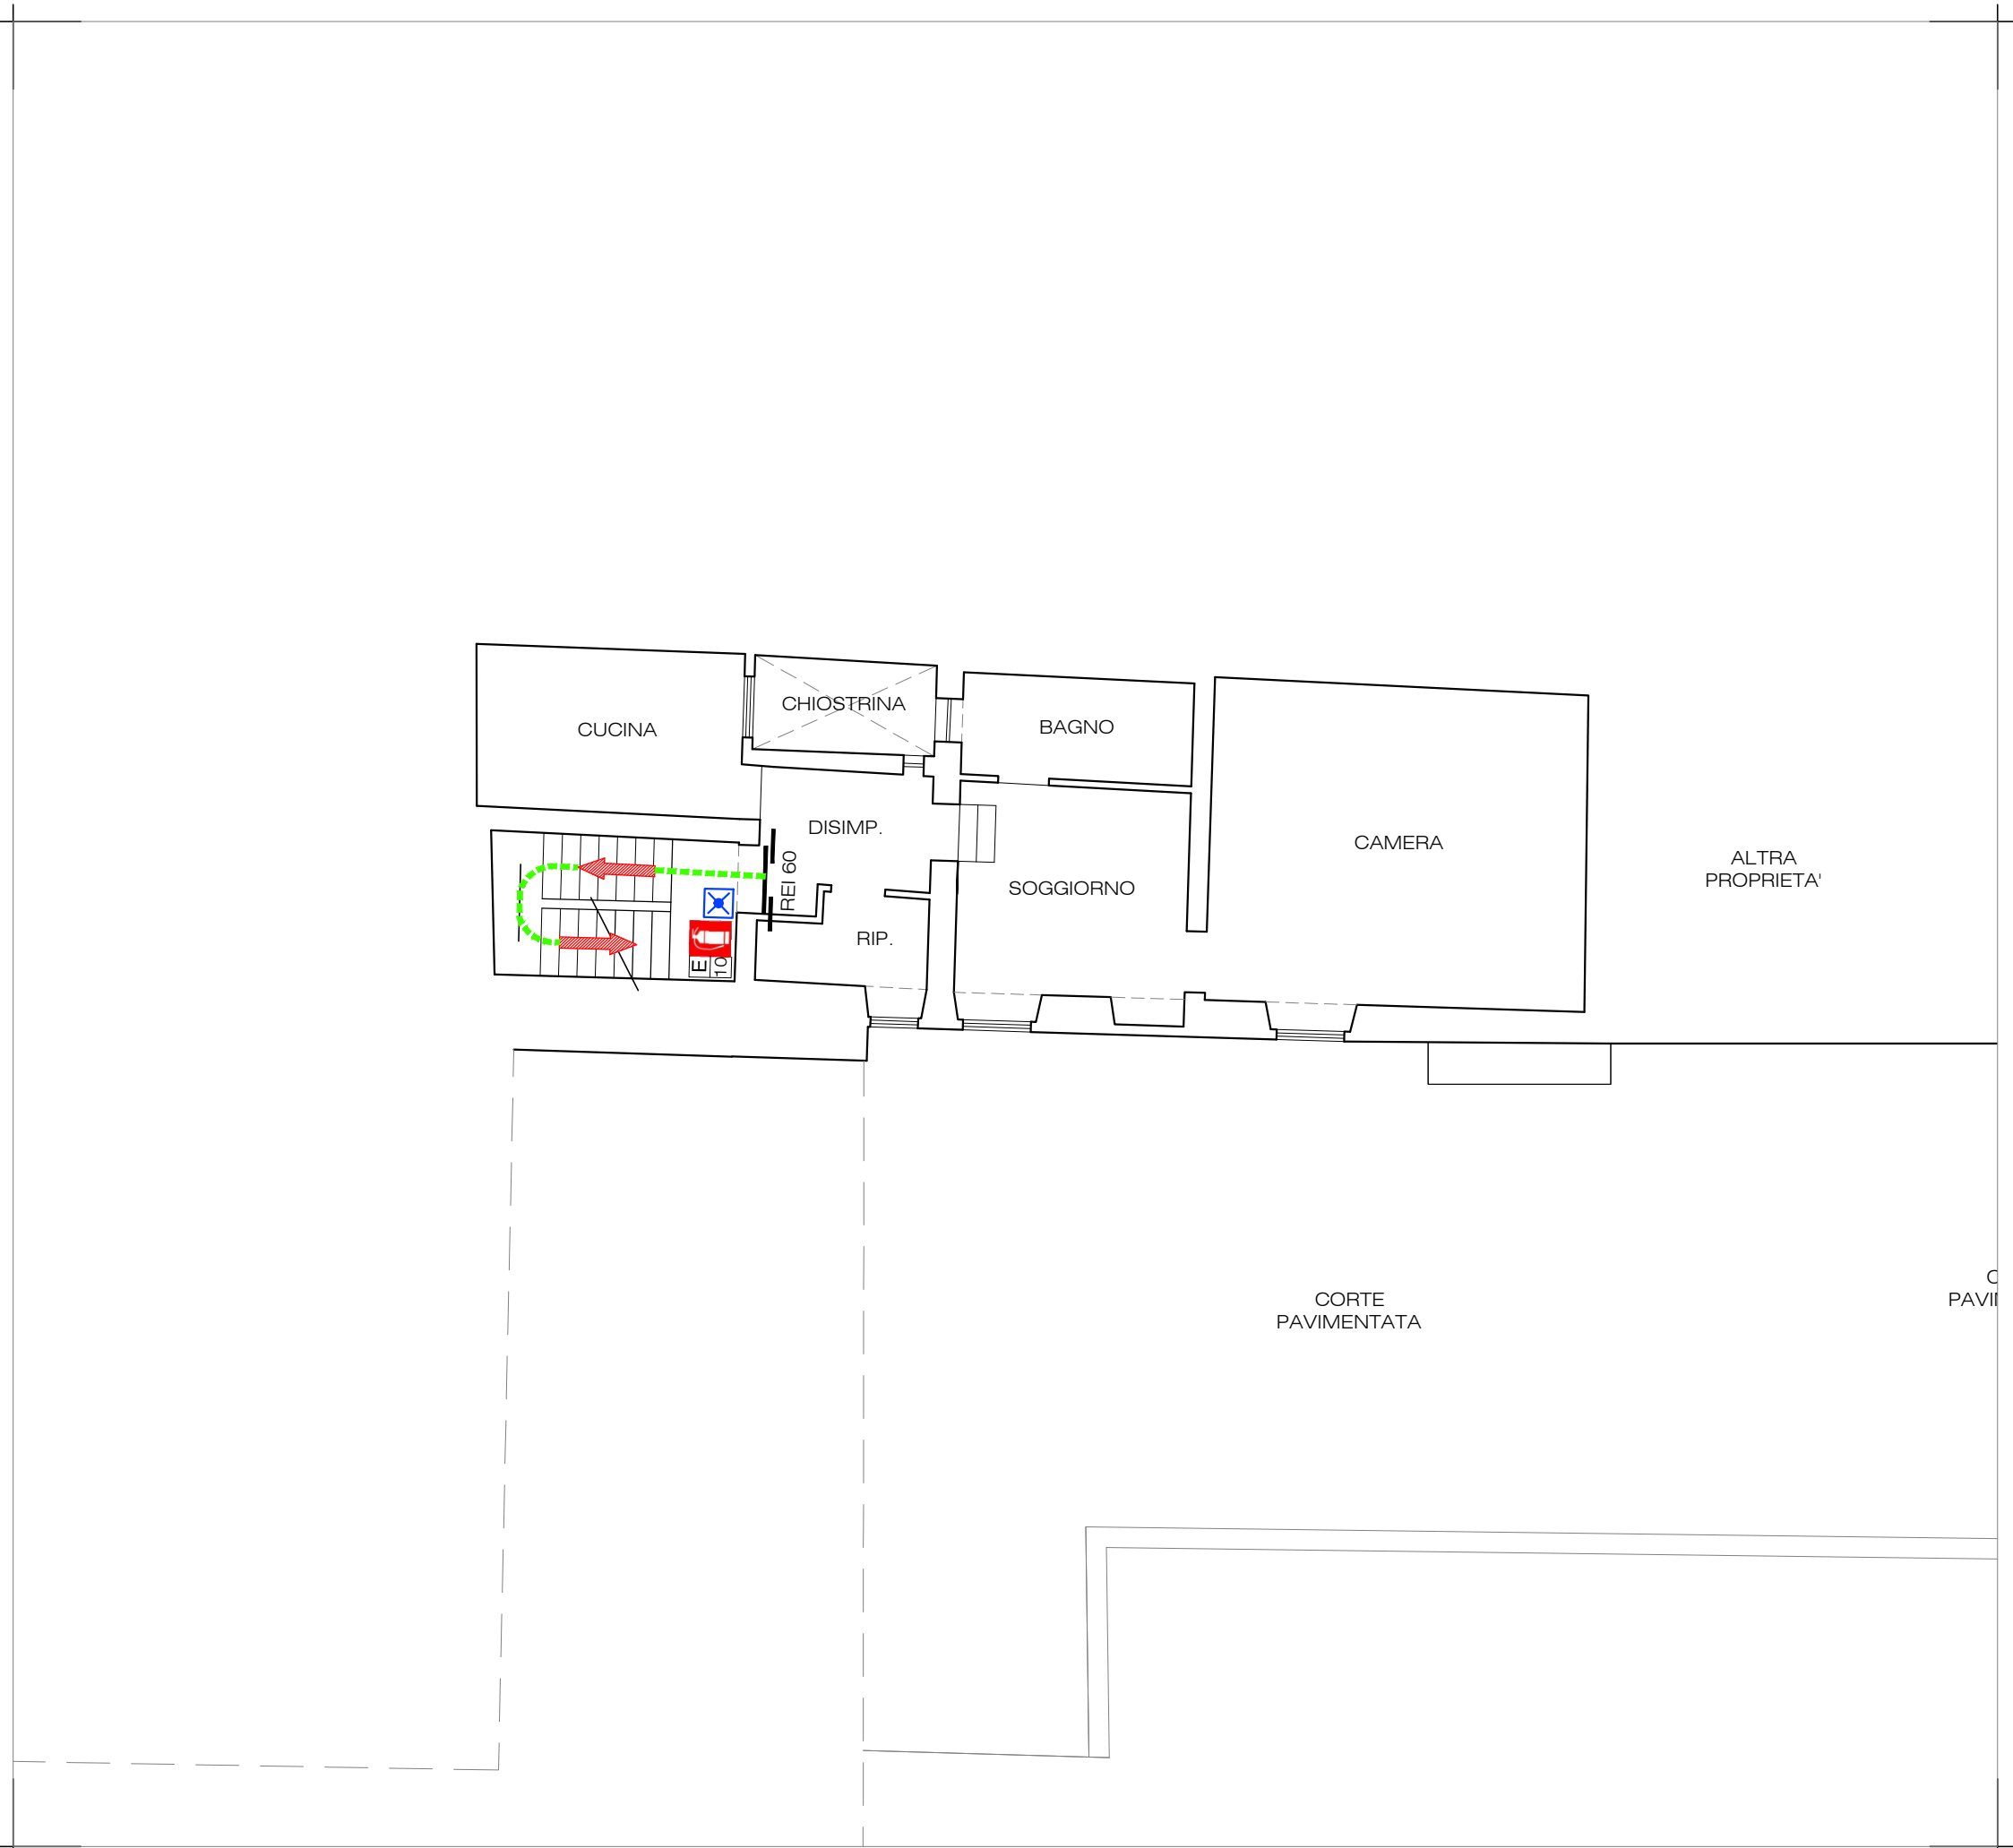 CHIOSTRINA
CUCINA
BAGNO
DISIMP.
CAMERA
REI 60
SOGGIORNO
ALTRA
PROPRIETA'
RIP.
E
10
CORTE
PAVIMENTATA